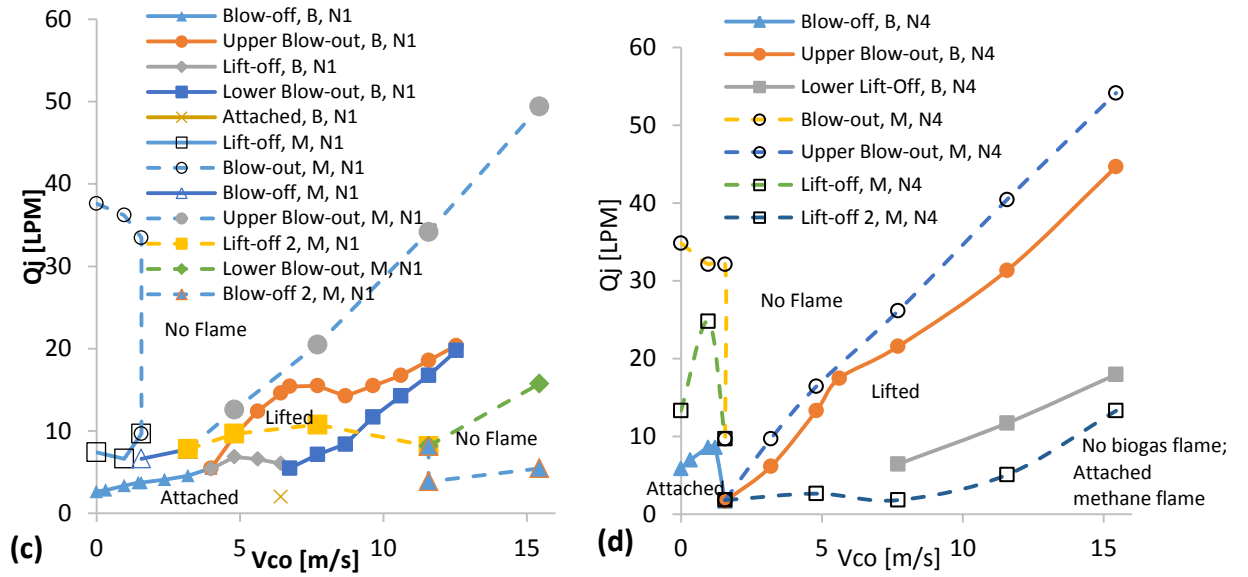 60
50
40
30
20
10
0
Qj [LPM]
Blow-off, B, N1
Upper Blow-out, B, N1
Lift-off, B, N1
Lower Blow-out, B, N1
Attached, B, N1
Lift-off, M, N1
Blow-out, M, N1
Blow-off, M, N1
Upper Blow-out, M, N1
Lift-off 2, M, N1
Lower Blow-out, M, N1
Blow-off 2, M, N1
No Flame
Lifted
No Flame
Attached
0
5
10
15
(c)
Vco [m/s]
60
50
40
30
20
10
0
Qj [LPM]
Blow-off, B, N4
Upper Blow-out, B, N4
Lower Lift-Off, B, N4
Blow-out, M, N4
Upper Blow-out, M, N4
Lift-off, M, N4
Lift-off 2, M, N4
No Flame
Lifted
Attached
No biogas flame;
Attached
methane flame
0
5
10
15
(d)
Vco [m/s]